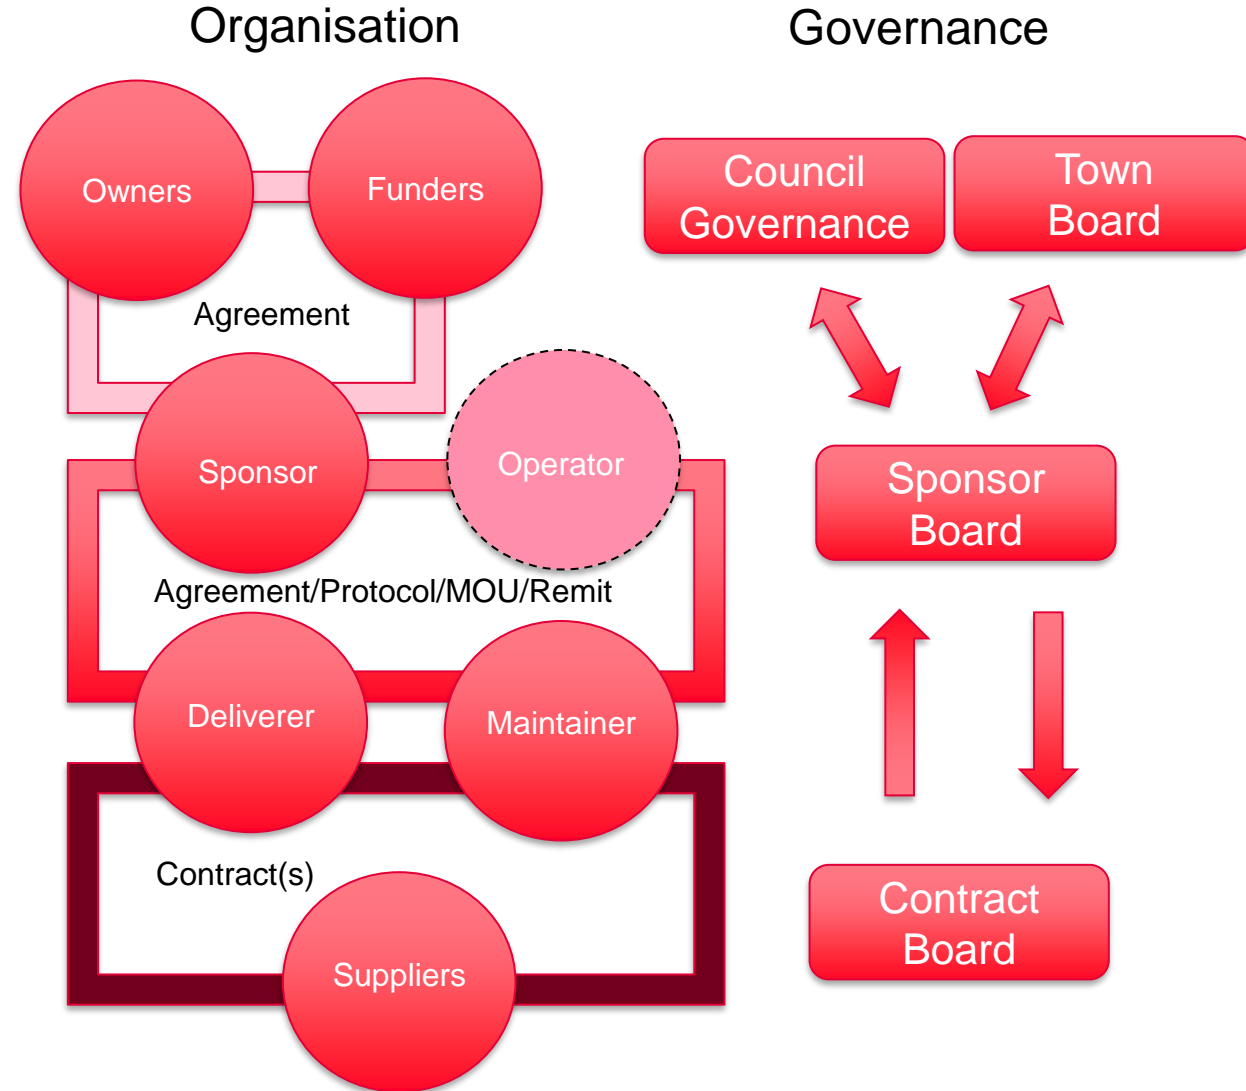 Organisation
Governance
Owners
Funders
Council
Governance
Town
Board
Agreement
Sponsor
Operator
Sponsor
Board
Agreement/Protocol/MOU/Remit
Deliverer
Maintainer
Contract(s)
Contract
Board
Suppliers